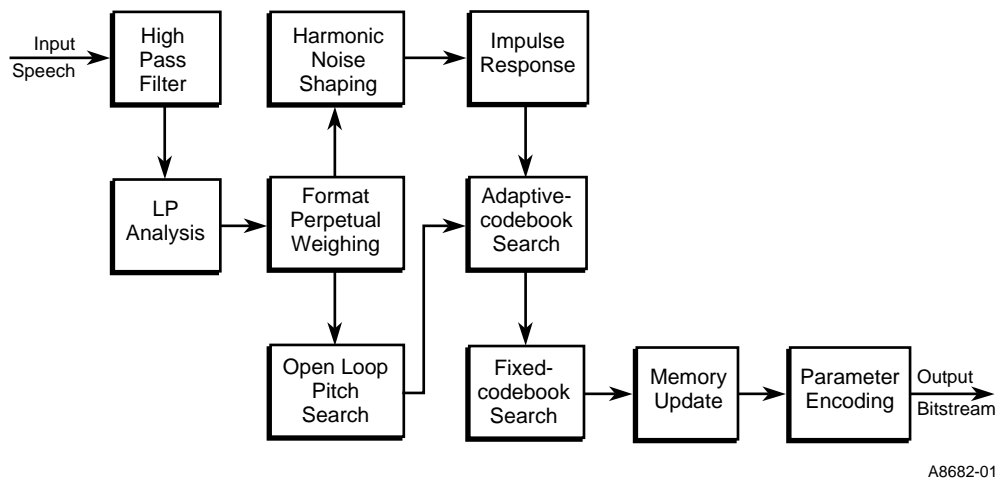 Input
Speech
High
Pass
Filter
Harmonic
Noise
Shaping
Impulse
Response
LP
Analysis
Format
Perpetual
Weighing
Adaptive-
codebook
Search
Open Loop
Pitch
Search
Fixed-
codebook
Search
Memory
Update
Parameter
Encoding
Output
Bitstream
A8682-01